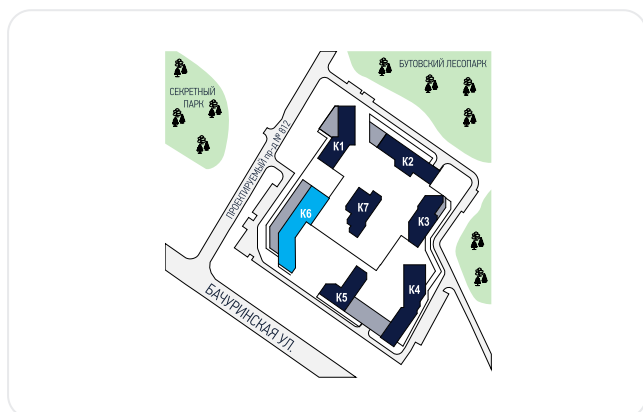 БУТОВСКИЙ ЛЕСОПАРК
СЕКРЕТНЫЙ
ПАРК
ПРОЕКТИРУЕМЫЙ пр-д № 812
К1
К2
К6
К7
К3
К5
К4
БАЧУРИНСКАЯ УЛ.